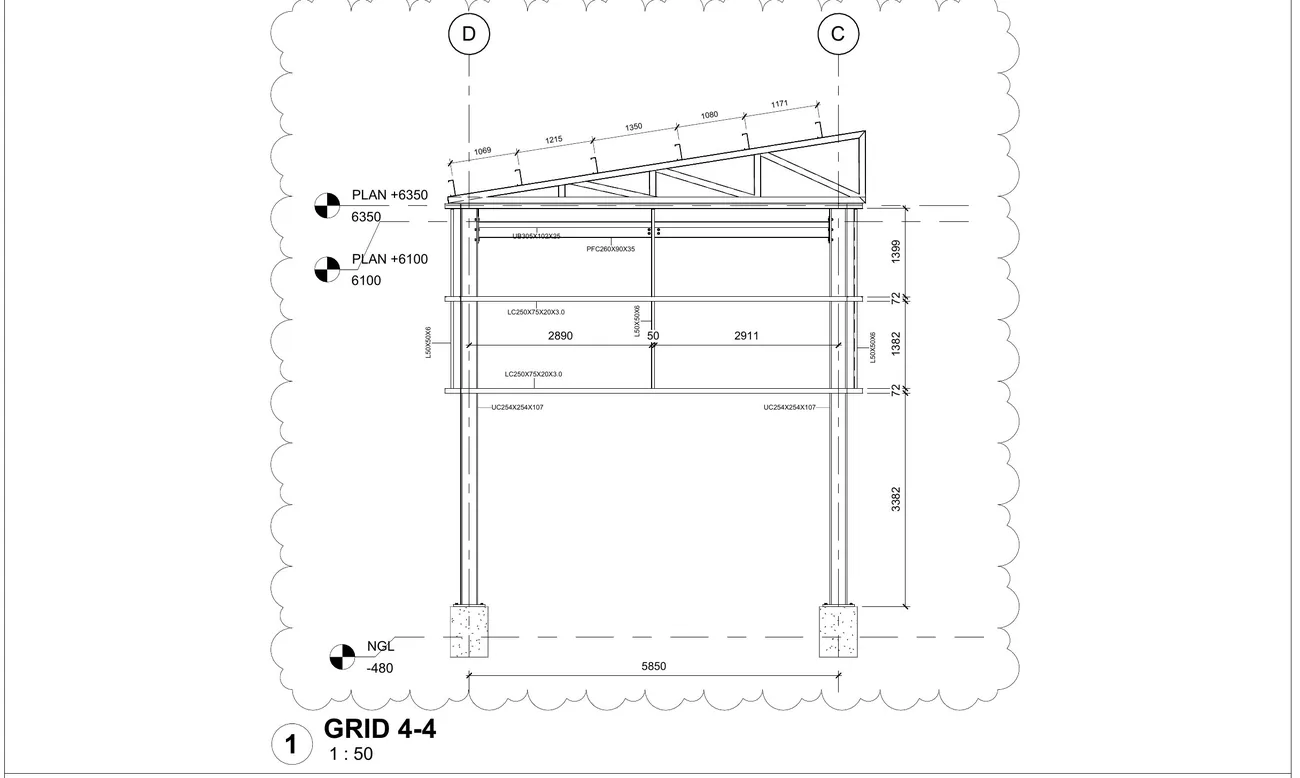 D
C
1171
1080
1350
1215
1069
PLAN +6350
6350
UB305X102X25
PFC260X90X35
1399
PLAN +6100
6100
72
LC250X75X20X3.0
L50X50X6
L50X50X6
2890
50
2911
1382
L50X50X6
LC250X75X20X3.0
72
UC254X254X107
UC254X254X107
3382
NGL
-480
5850
1
GRID 4-4
1 : 50